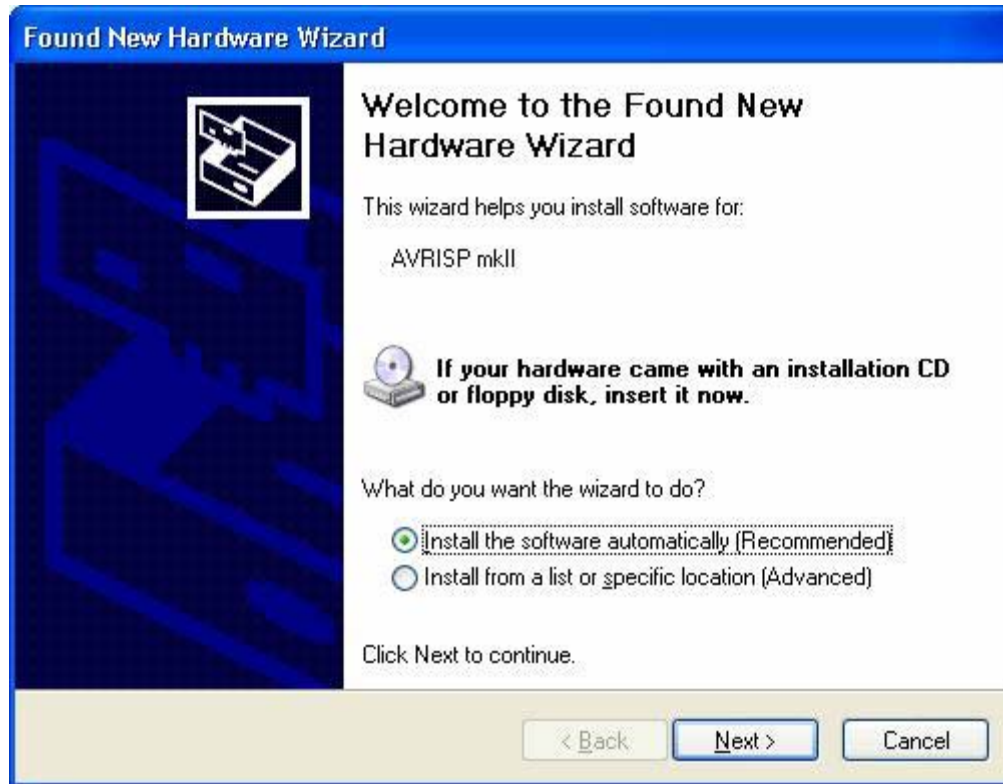 Found New Hardware Wizard
Welcome to the Found New
Hardware Wizard
This wizard helps you install software for:
AVRISP mkII
If your hardware came with an installation CD
or floppy disk, insert it now.
What do you want the wizard to do?
Install the software automatically (Recommended)
Install from a list or specific location (Advanced)
Click Next to continue.
< Back
Next >
Cancel